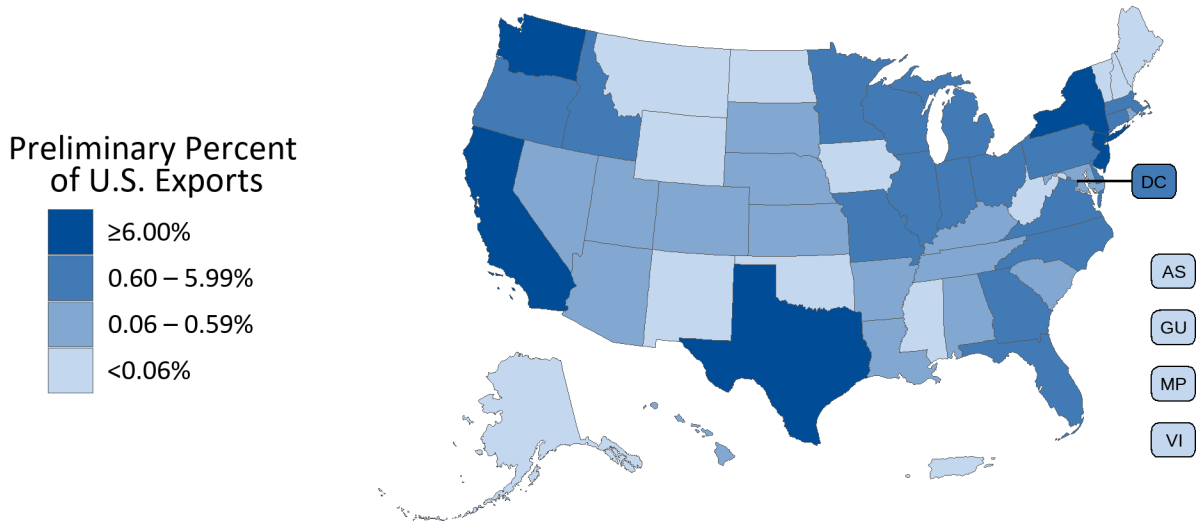 Preliminary Percent
of U.S. Exports
≥6.00%
0.60 – 5.99%
0.06 – 0.59%
<0.06%
DC
AS
GU
MP
VI